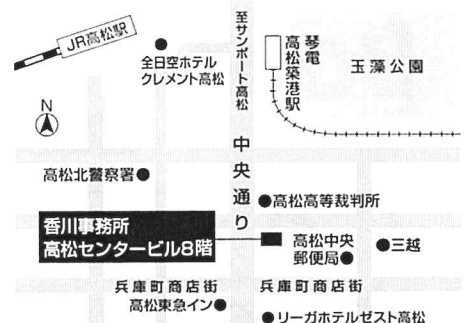 JR高松駅
全日空ホテル
クレメント高松
至サンポート高松
琴電
高松築港駅
玉藻公園
N
中央通り
高松北警察署
高松高等裁判所
香川事務所
高松センタービル8階
高松中央
郵便局
三越
兵庫町商店街
兵庫町商店街
高松東急イン
リーガホテルゼスト高松